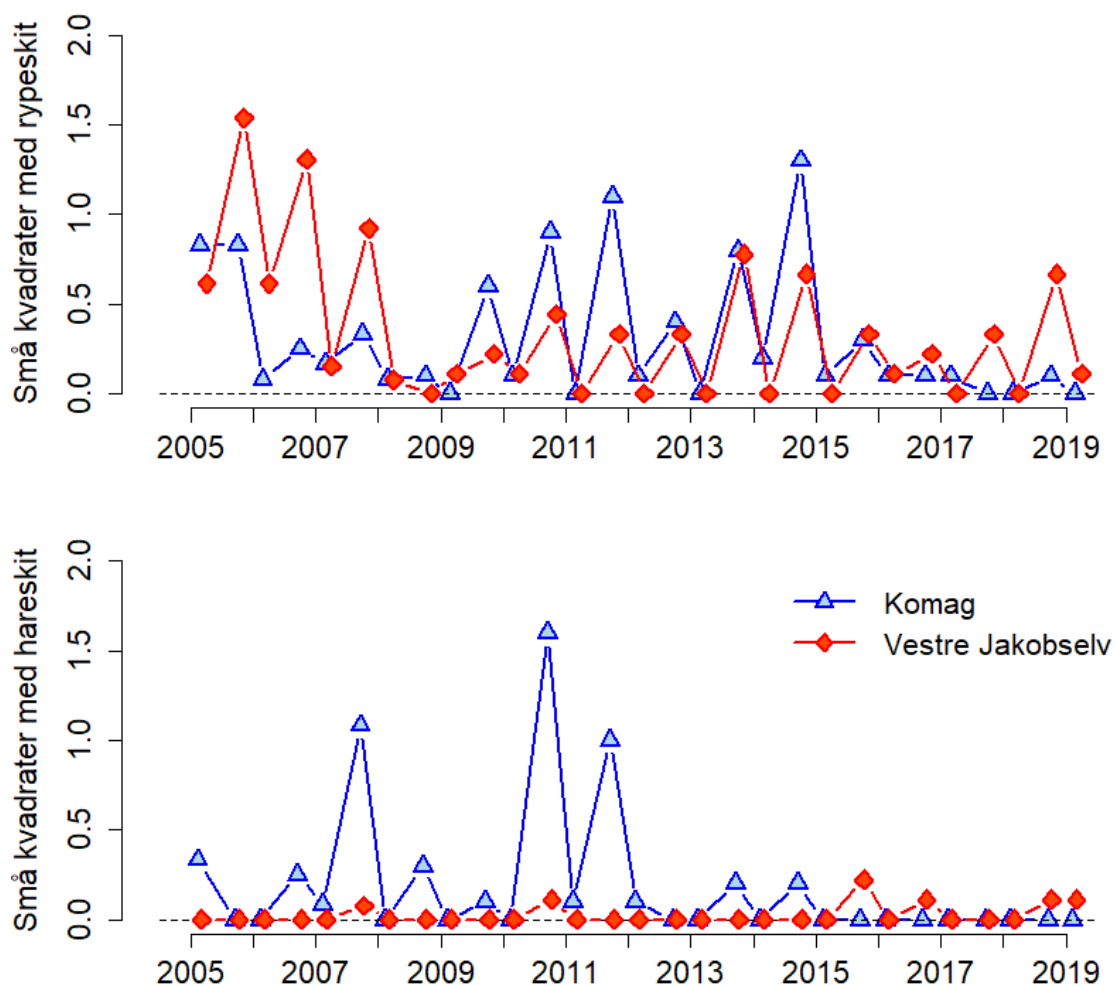 Små kvadrater med rypeskit
2.0
1.5
1.0
0.5
0.0
2005 2007 2009 2011 2013 2015 2017 2019
Små kvadrater med hareskit
2.0
1.5
1.0
0.5
0.0
Komag
Vestre Jakobselv
2005 2007 2009 2011 2013 2015 2017 2019